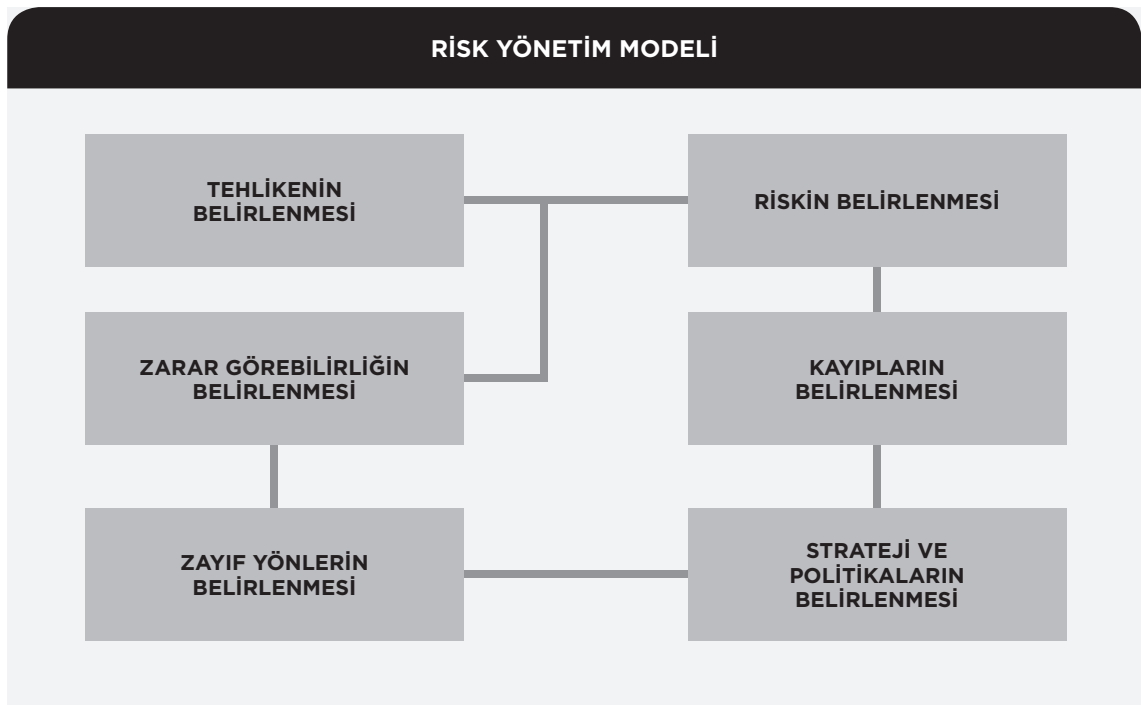 RİSK YÖNETİM MODELİ
TEHLİKENİN
BELİRLENMESİ
RİSKİN BELİRLENMESİ
ZARAR GÖREBİLİRLİĞİN
BELİRLENMESİ
KAYIPLARIN
BELİRLENMESİ
ZAYIF YÖNLERİN
BELİRLENMESİ
STRATEJİ VE
POLİTİKALARIN
BELİRLENMESİ